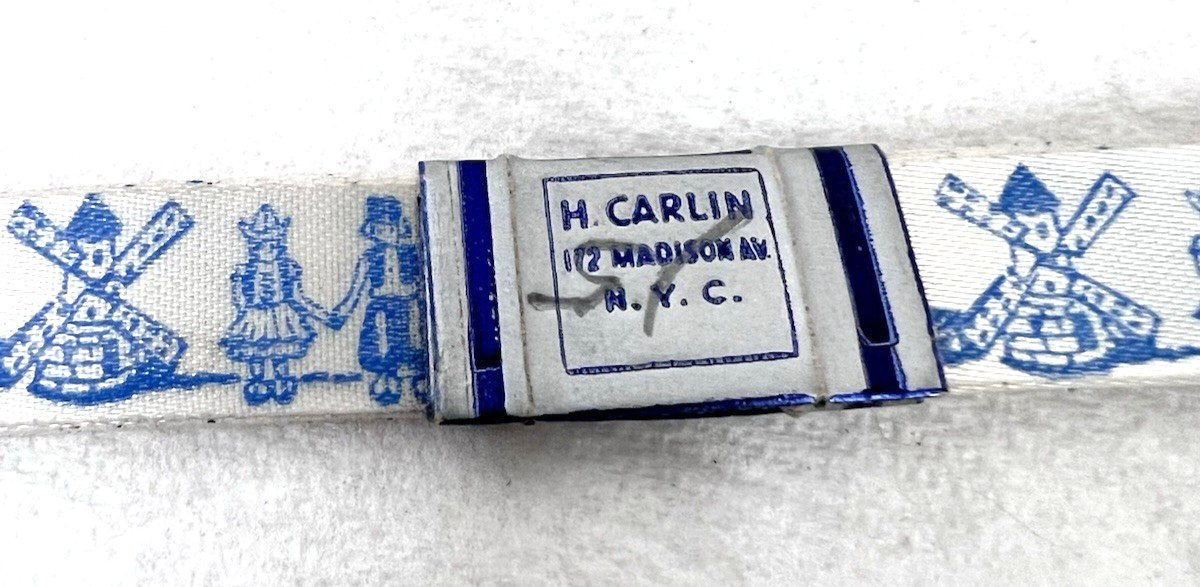 H. CARLIN
172 MADISON AV.
N. Y. C.